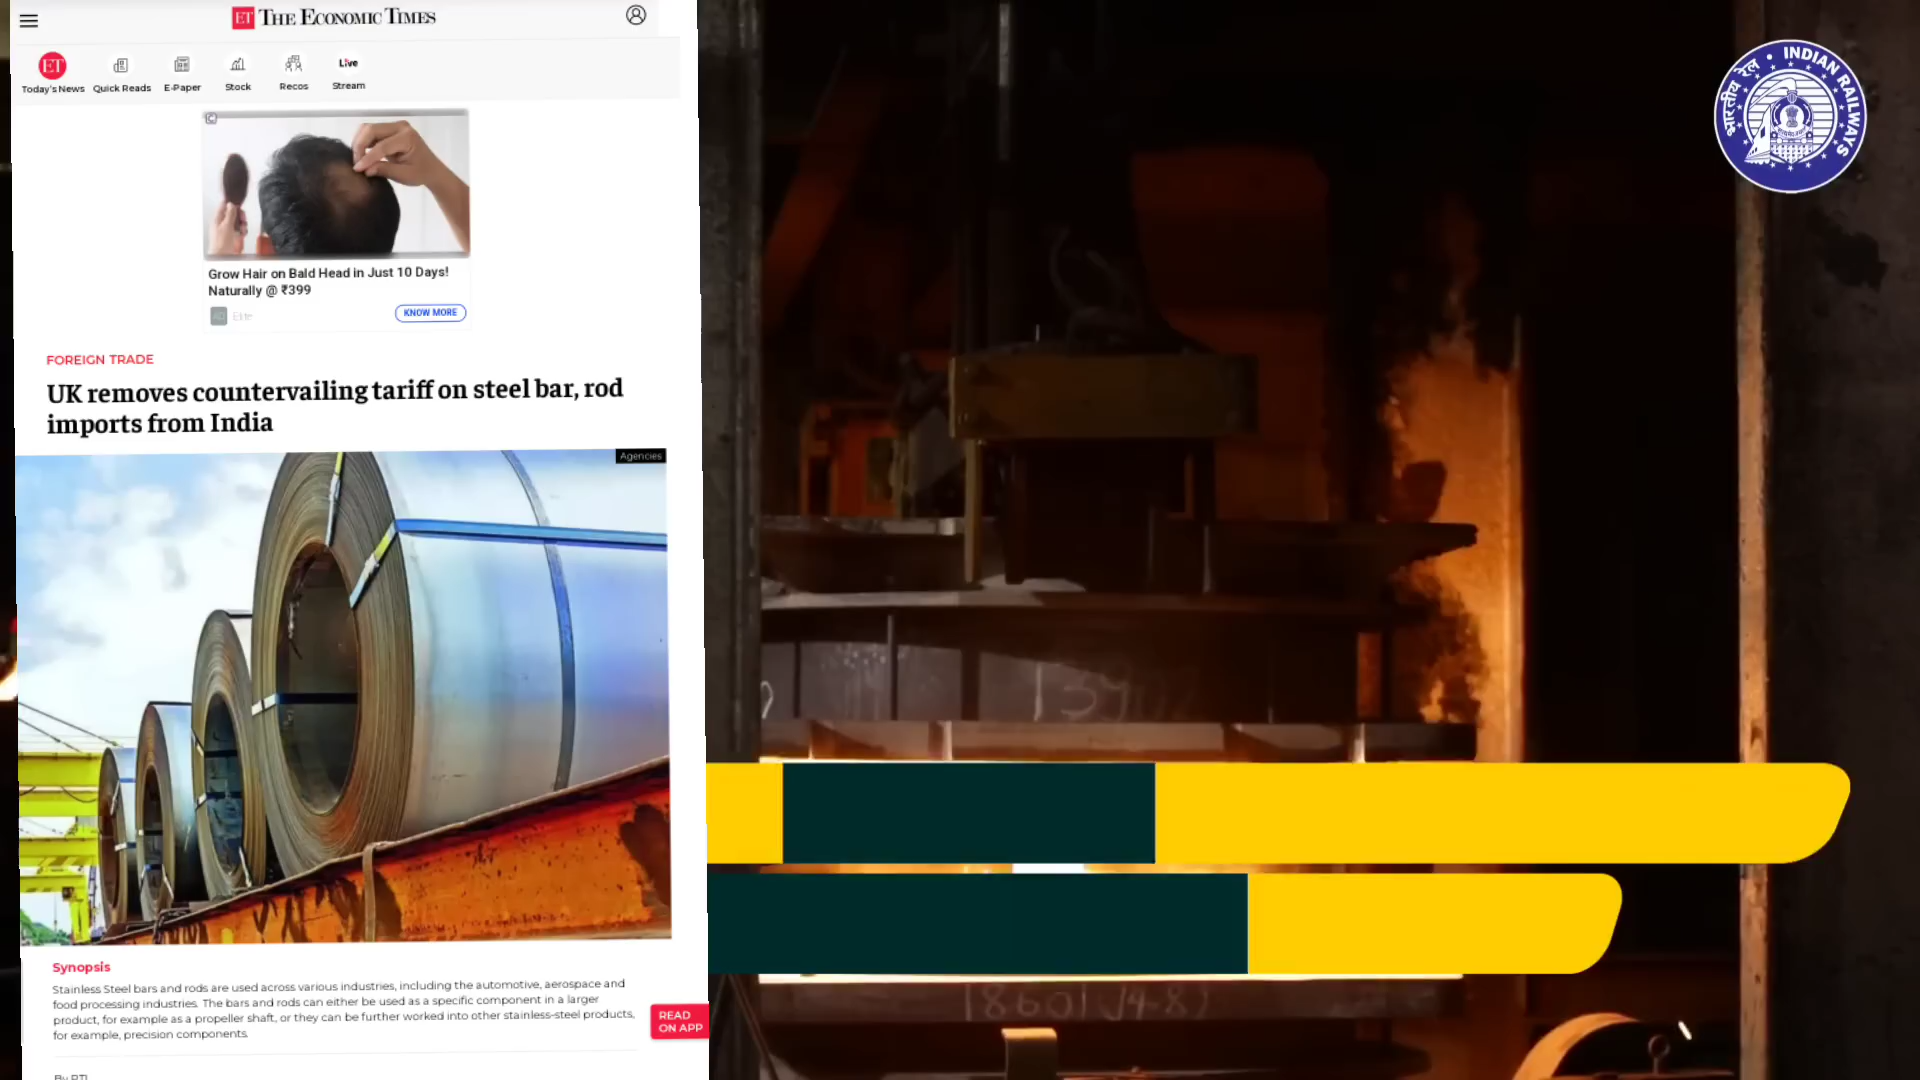 ET THE ECONOMIC TIMES
ET
Live
Today's News
Quick Reads
E-Paper
Stock
Recos
Stream
Grow Hair on Bald Head in Just 10 Days!
Naturally @ ₹399
AD
Elite
KNOW MORE
FOREIGN TRADE
UK removes countervailing tariff on steel bar, rod
imports from India
Agencies
Synopsis
Stainless Steel bars and rods are used across various industries, including the automotive, aerospace and
food processing industries. The bars and rods can either be used as a specific component in a larger
product, for example as a propeller shaft, or they can be further worked into other stainless-steel products,
for example, precision components.
READ
ON APP
By PTI
भारतीय रेल • INDIAN RAILWAYS